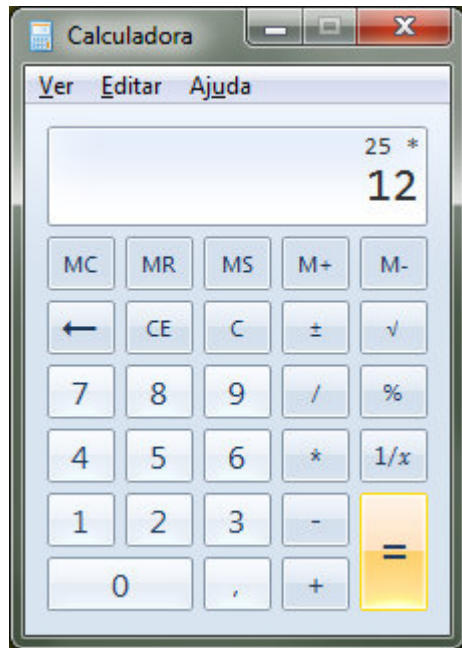 Calculadora
Ver Editar Ajuda
25 *
12
MC MR MS M+ M-
← CE C ± √
7 8 9 / %
4 5 6 * 1/x
1 2 3 - =
0 , +